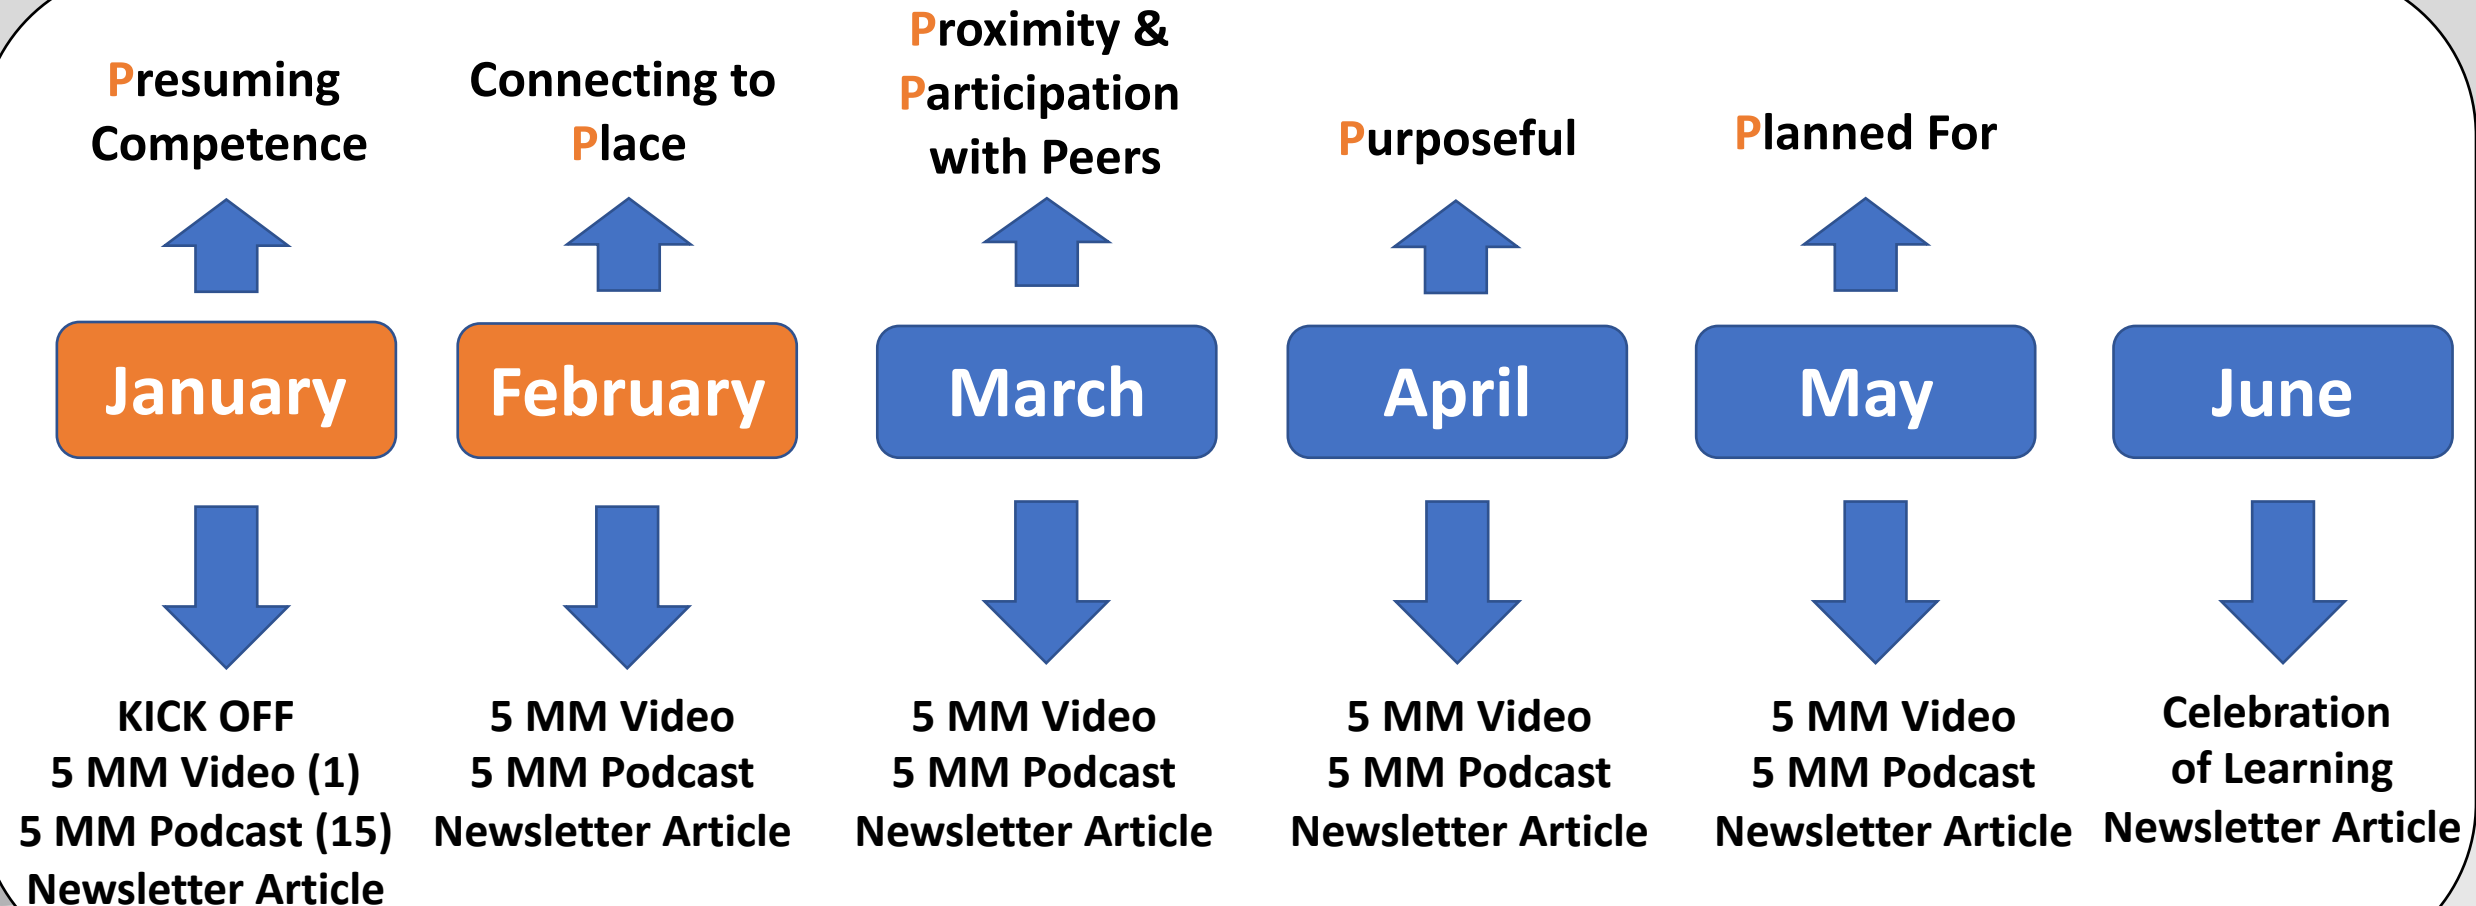 Presuming
Competence
Connecting to
Place
Proximity &
Participation
with Peers
Purposeful
Planned For
January
February
March
April
May
June
KICK OFF
5 MM Video (1)
5 MM Podcast (15)
Newsletter Article
5 MM Video
5 MM Podcast
Newsletter Article
5 MM Video
5 MM Podcast
Newsletter Article
5 MM Video
5 MM Podcast
Newsletter Article
5 MM Video
5 MM Podcast
Newsletter Article
Celebration
of Learning
Newsletter Article